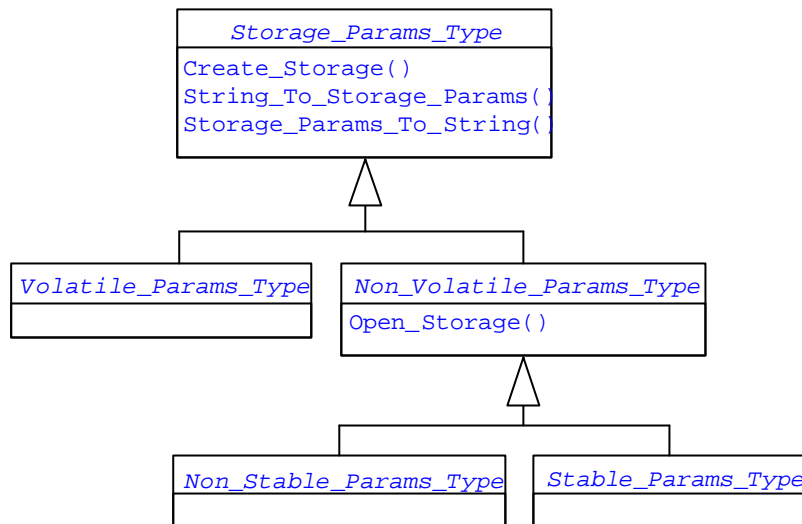 Storage_Params_Type
Create_Storage()
String_To_Storage_Params()
Storage_Params_To_String()
Volatile_Params_Type
Non_Volatile_Params_Type
Open_Storage()
Non_Stable_Params_Type
Stable_Params_Type